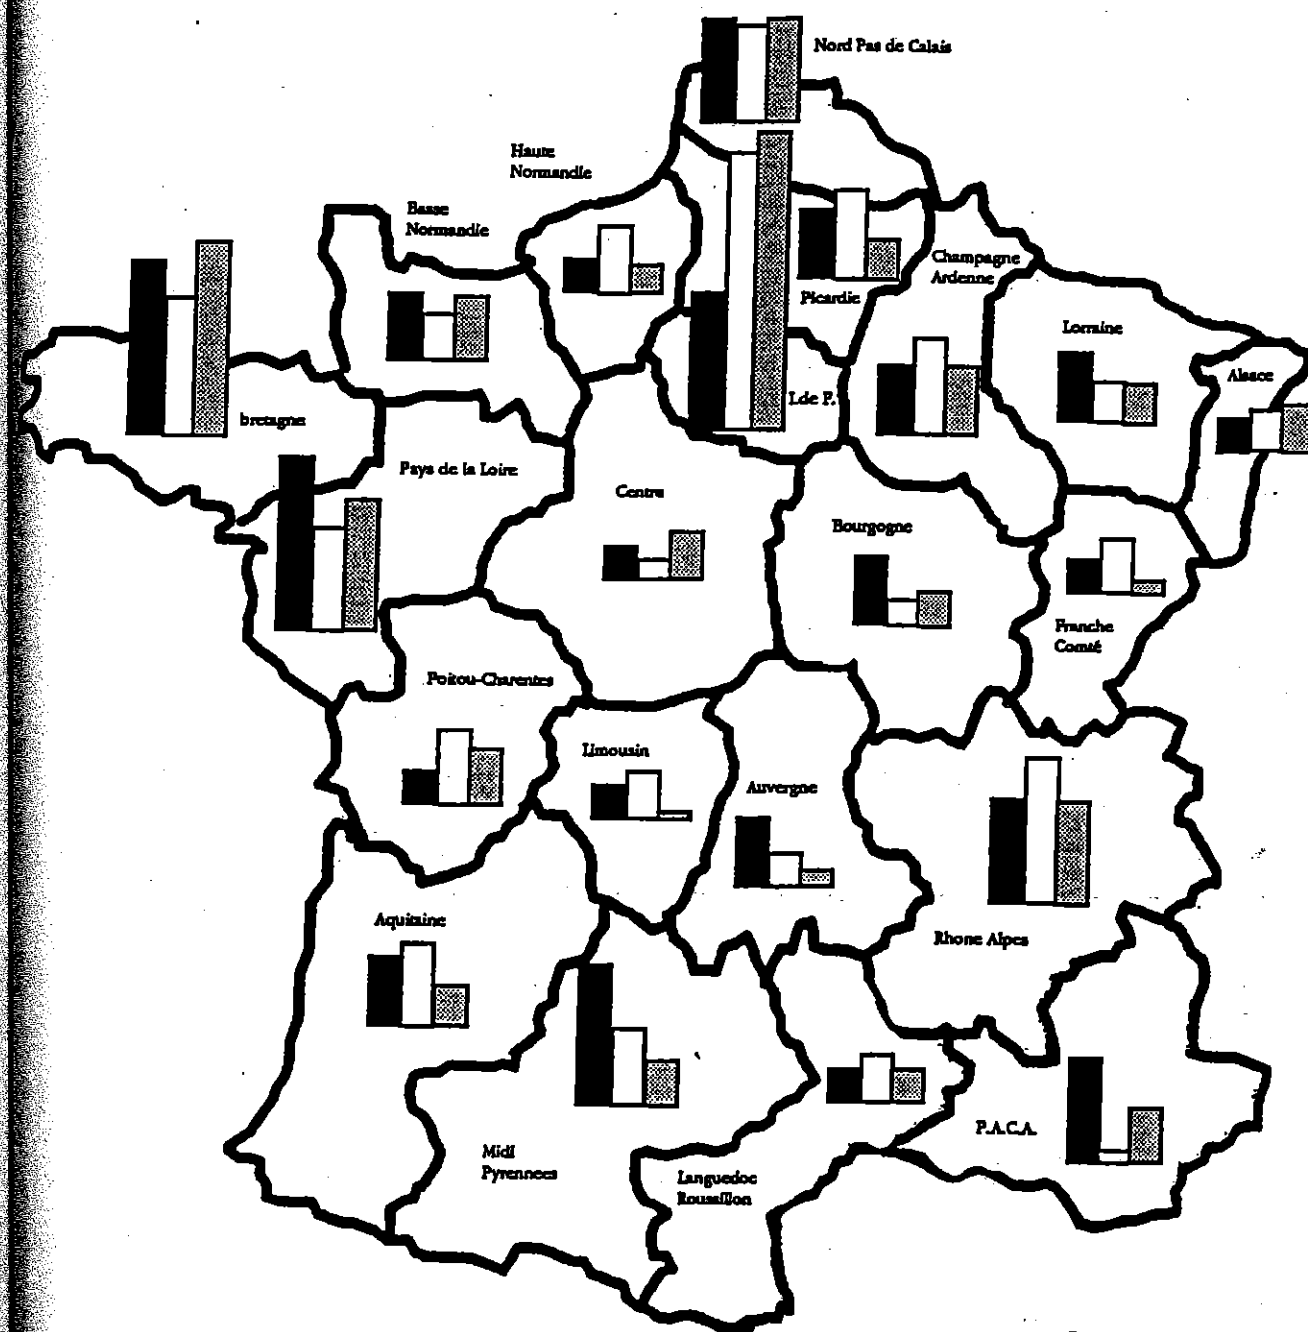 Nord Pas de Calais
Haute
Normandie
Basse
Normandie
Champagne
Ardenne
Picardie
Lorraine
Alsace
I.de F.
bretagne
Pays de la Loire
Centre
Bourgogne
Franche
Comté
Poitou-Charentes
Limousin
Auvergne
Aquitaine
Rhone Alpes
P.A.C.A.
Midi
Pyrennees
Languedoc
Roussillon